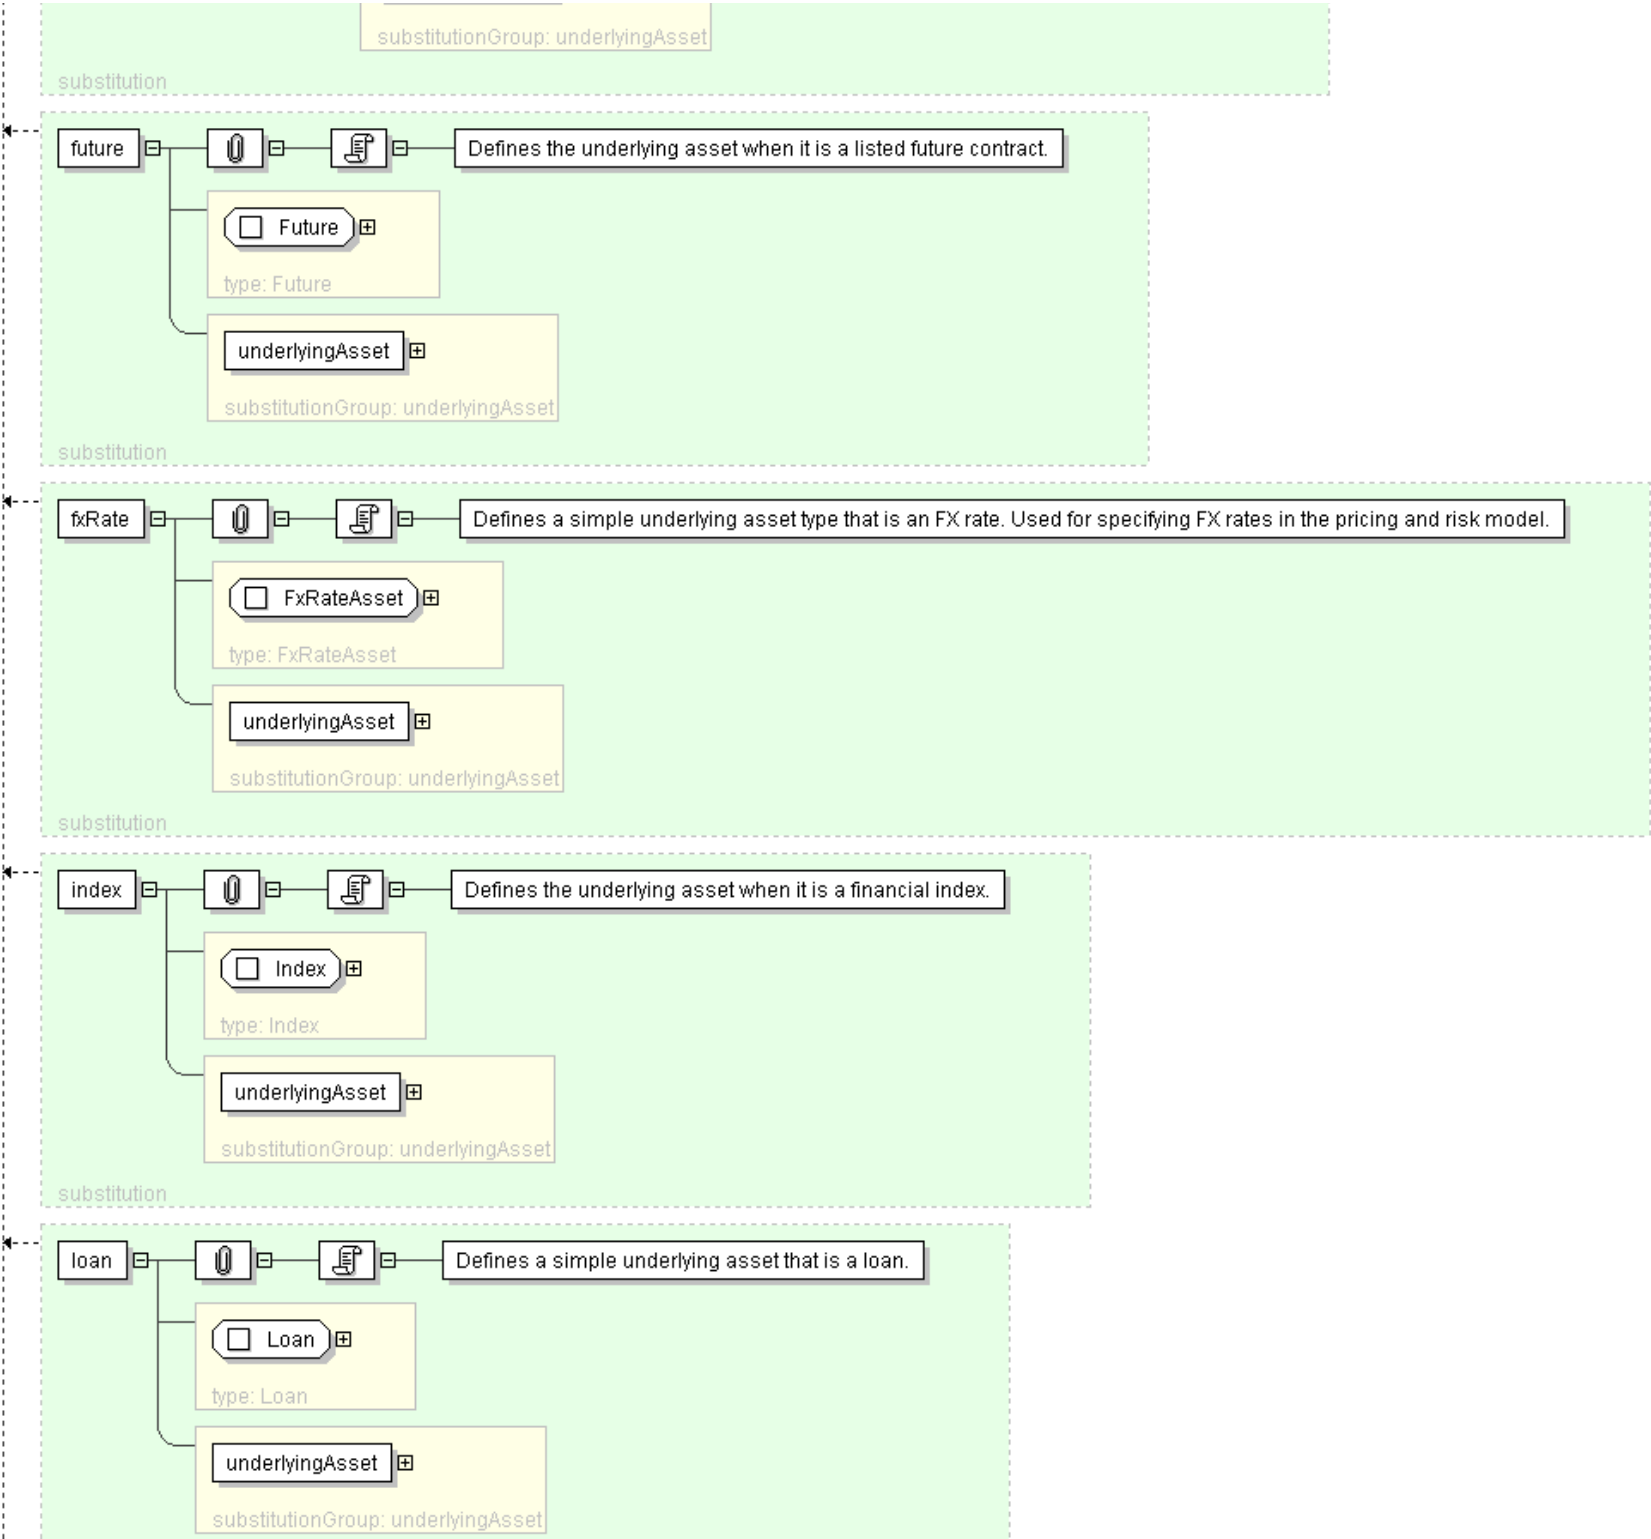 substitutionGroup: underlyingAsset
substitution
future
Defines the underlying asset when it is a listed future contract.
Future
type: Future
underlyingAsset
substitutionGroup: underlyingAsset
substitution
fxRate
Defines a simple underlying asset type that is an FX rate. Used for specifying FX rates in the pricing and risk model.
FxRateAsset
type: FxRateAsset
underlyingAsset
substitutionGroup: underlyingAsset
substitution
index
Defines the underlying asset when it is a financial index.
Index
type: Index
underlyingAsset
substitutionGroup: underlyingAsset
substitution
loan
Defines a simple underlying asset that is a loan.
Loan
type: Loan
underlyingAsset
substitutionGroup: underlyingAsset